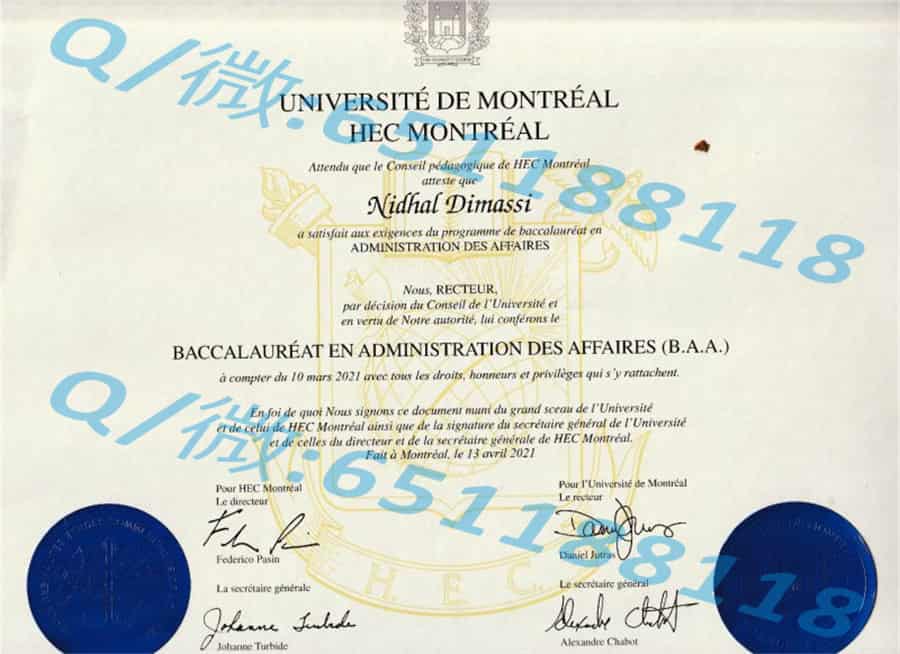 UNIVERSITÉ DE MONTRÉAL
HEC MONTRÉAL
Attendu que le Conseil pédagogique de HEC Montréal
atteste que
Nidhal Dimassi
a satisfait aux exigences du programme de baccalauréat en
ADMINISTRATION DES AFFAIRES
Nous, RECTEUR,
par décision du Conseil de l'Université et
en vertu de Notre autorité, lui conférons le
BACCALAURÉAT EN ADMINISTRATION DES AFFAIRES (B.A.A.)
à compter du 10 mars 2021 avec tous les droits, honneurs et privilèges qui s'y rattachent.
En foi de quoi Nous signons ce document muni du grand sceau de l'Université
et de celui de HEC Montréal ainsi que de la signature du secrétaire général de l'Université
et de celles du directeur et de la secrétaire générale de HEC Montréal.
Fait à Montréal, le 13 avril 2021
Pour HEC Montréal
Le directeur
Federico Pasin
La secrétaire générale
Johanne Turbide
Johanne Turbide
Pour l'Université de Montréal
Le recteur
Daniel Jutras
Le secrétaire général
Alexandre Chabot
HEC
Q/微:651188118
Q/微:651188118